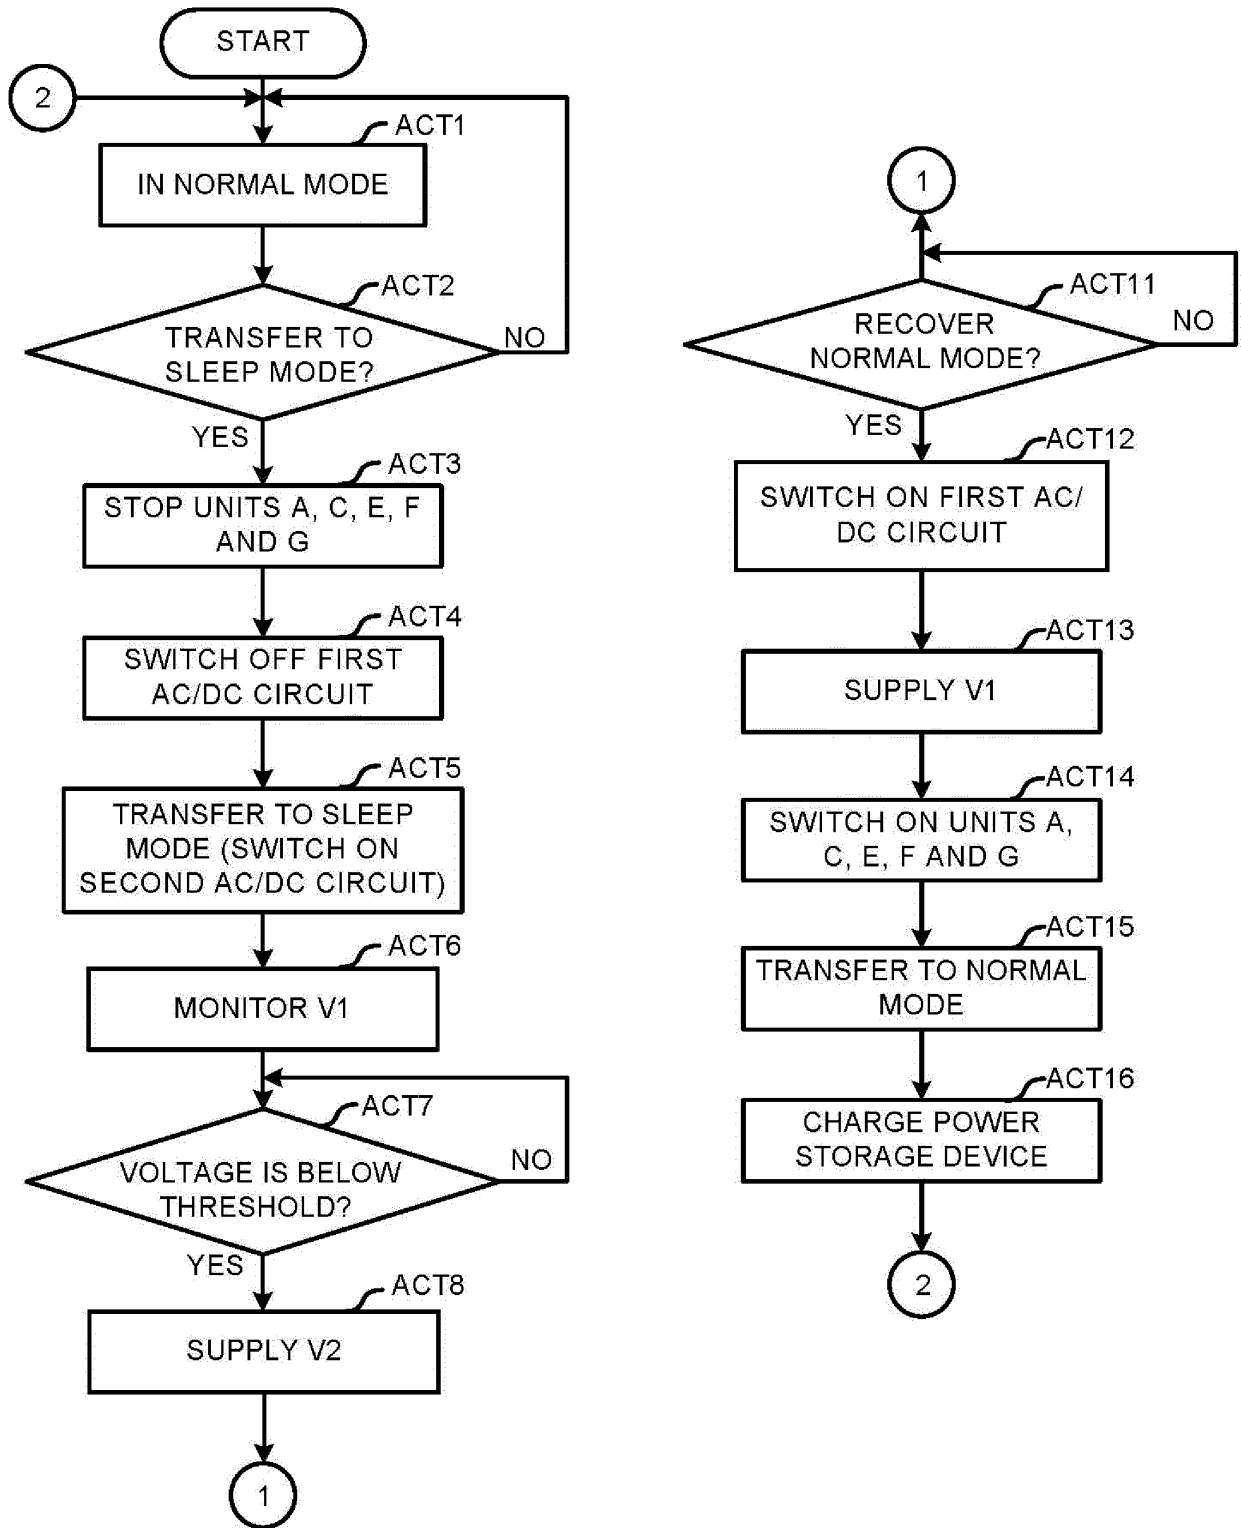 START
2
ACT1
IN NORMAL MODE
ACT2
TRANSFER TO
SLEEP MODE?
NO
YES
ACT3
STOP UNITS A, C, E, F
AND G
ACT4
SWITCH OFF FIRST
AC/DC CIRCUIT
ACT5
TRANSFER TO SLEEP
MODE (SWITCH ON
SECOND AC/DC CIRCUIT)
ACT6
MONITOR V1
ACT7
VOLTAGE IS BELOW
THRESHOLD?
NO
YES
ACT8
SUPPLY V2
1
1
ACT11
RECOVER
NORMAL MODE?
NO
YES
ACT12
SWITCH ON FIRST AC/
DC CIRCUIT
ACT13
SUPPLY V1
ACT14
SWITCH ON UNITS A,
C, E, F AND G
ACT15
TRANSFER TO NORMAL
MODE
ACT16
CHARGE POWER
STORAGE DEVICE
2